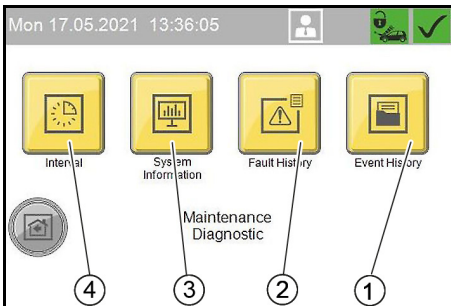 Mon 17.05.2021 13:36:05
Interval
System
Information
Fault History
Event History
Maintenance
Diagnostic
4
3
2
1